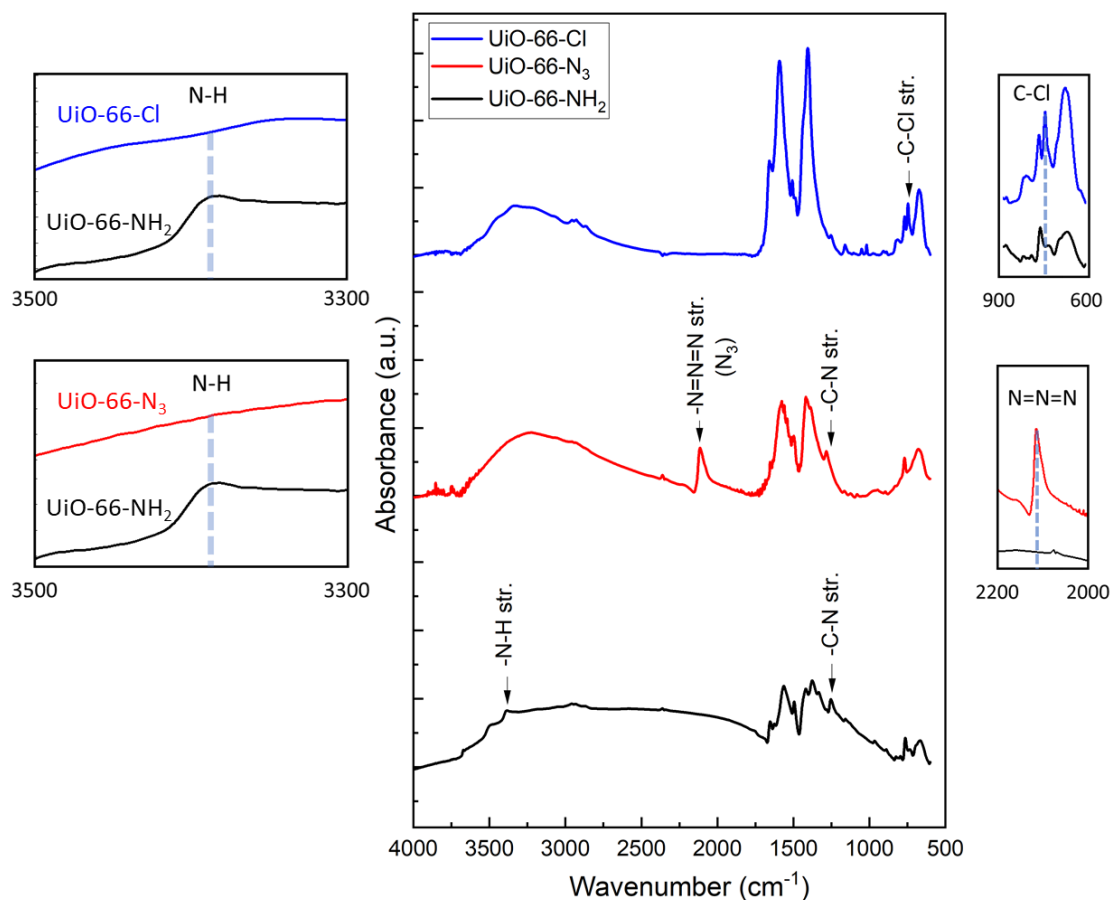 N-H
UiO-66-Cl
UiO-66-NH₂
3500 3300
N-H
UiO-66-N₃
UiO-66-NH₂
3500 3300
UiO-66-Cl
UiO-66-N₃
UiO-66-NH₂
-C-Cl str.
-N=N=N str.
(N₃)
-C-N str.
-N-H str.
-C-N str.
Absorbance (a.u.)
4000 3500 3000 2500 2000 1500 1000 500
Wavenumber (cm⁻¹)
C-Cl
900 600
N=N=N
2200 2000